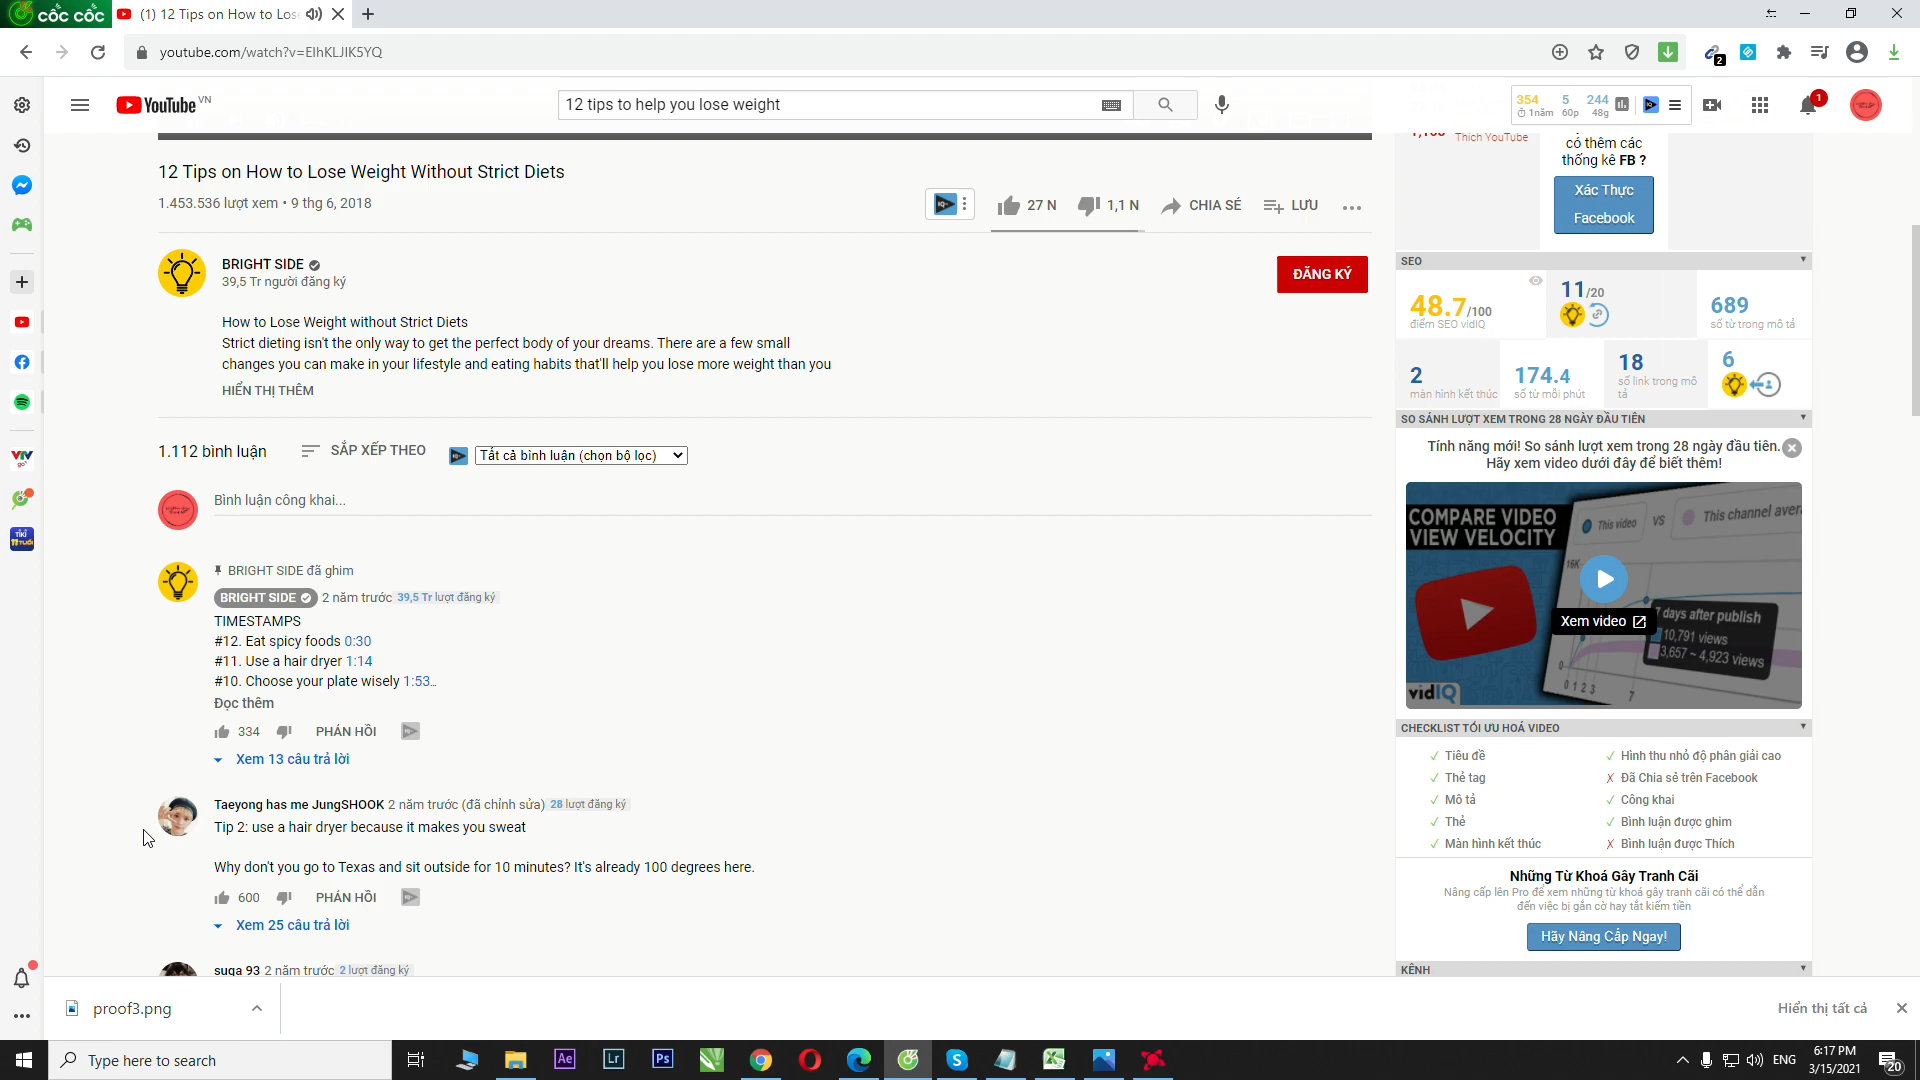 cốc cốc
(1) 12 Tips on How to Los
youtube.com/watch?v=EIhKLJIK5YQ
2
YouTube VN
12 tips to help you lose weight
354 5 244
1năm 60p 48g
1
Thích YouTube
có thêm các
thống kê FB ?
Xác Thực
Facebook
12 Tips on How to Lose Weight Without Strict Diets
1.453.536 lượt xem • 9 thg 6, 2018
27 N
1,1 N
CHIA SẺ
LƯU
BRIGHT SIDE
39,5 Tr người đăng ký
ĐĂNG KÝ
How to Lose Weight without Strict Diets
Strict dieting isn't the only way to get the perfect body of your dreams. There are a few small
changes you can make in your lifestyle and eating habits that'll help you lose more weight than you
HIỂN THỊ THÊM
1.112 bình luận
SẮP XẾP THEO
Tất cả bình luận (chọn bộ lọc)
Bình luận công khai...
BRIGHT SIDE đã ghim
BRIGHT SIDE 2 năm trước 39,5 Tr lượt đăng ký
TIMESTAMPS
#12. Eat spicy foods 0:30
#11. Use a hair dryer 1:14
#10. Choose your plate wisely 1:53...
Đọc thêm
334 PHẢN HỒI
Xem 13 câu trả lời
Taeyong has me JungSHOOK 2 năm trước (đã chỉnh sửa) 28 lượt đăng ký
Tip 2: use a hair dryer because it makes you sweat
Why don't you go to Texas and sit outside for 10 minutes? It's already 100 degrees here.
600 PHẢN HỒI
Xem 25 câu trả lời
suga 93 2 năm trước 2 lượt đăng ký
SEO
48.7/100
điểm SEO vidIQ
11/20
689
số từ trong mô tả
2
màn hình kết thúc
174.4
số từ mỗi phút
18
số link trong mô
tả
6
SO SÁNH LƯỢT XEM TRONG 28 NGÀY ĐẦU TIÊN
Tính năng mới! So sánh lượt xem trong 28 ngày đầu tiên.
Hãy xem video dưới đây để biết thêm!
COMPARE VIDEO
VIEW VELOCITY
This video VS This channel avera
16K
Xem video
7 days after publish
10,791 views
3,657 ~ 4,923 views
0 1 2 3 7
vidIQ
CHECKLIST TỐI ƯU HOÁ VIDEO
Tiêu đề
Thẻ tag
Mô tả
Thẻ
Màn hình kết thúc
Hình thu nhỏ độ phân giải cao
Đã Chia sẻ trên Facebook
Công khai
Bình luận được ghim
Bình luận được Thích
Những Từ Khoá Gây Tranh Cãi
Nâng cấp lên Pro để xem những từ khoá gây tranh cãi có thể dẫn
đến việc bị gắn cờ hay tắt kiếm tiền
Hãy Nâng Cấp Ngay!
KÊNH
proof3.png
Hiển thị tất cả
Type here to search
ENG
6:17 PM
3/15/2021
20